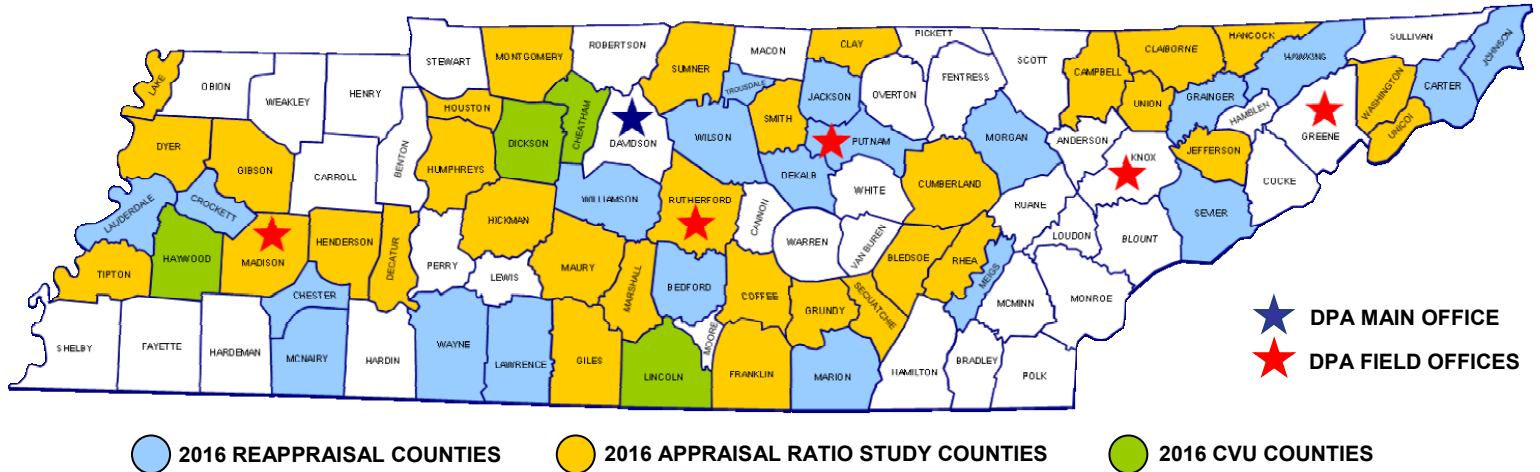 ROBERTSON
MACON
CLAY
PICKETT
SCOTT
CLAIBORNE
HANCOCK
HAWKINS
SULLIVAN
JOHNSON
STEWART
MONTGOMERY
SUMNER
TROUSDALE
JACKSON
OVERTON
FENTRESS
CAMPBELL
UNION
GRAINGER
HAMBLEN
GREENE
WASHINGTON
UNICOI
CARTER
LAKE
OBION
WEAKLEY
HENRY
HOUSTON
DICKSON
CHEATHAM
DAVIDSON
WILSON
SMITH
PUTNAM
MORGAN
ANDERSON
KNOX
JEFFERSON
COCKE
DYER
GIBSON
CARROLL
BENTON
HUMPHREYS
WILLIAMSON
RUTHERFORD
CANNON
DEKALB
WHITE
CUMBERLAND
ROANE
LOUDON
BLOUNT
SEVIER
LAUDERDALE
CROCKETT
HICKMAN
WARREN
VAN BUREN
BLEDSOE
RHEA
MEIGS
MCMINN
MONROE
TIPTON
HAYWOOD
MADISON
HENDERSON
DECATUR
PERRY
LEWIS
MAURY
MARSHALL
BEDFORD
COFFEE
GRUNDY
SEQUATCHIE
SHELBY
FAYETTE
HARDEMAN
CHESTER
MCNAIRY
HARDIN
WAYNE
LAWRENCE
GILES
LINCOLN
MOORE
FRANKLIN
MARION
HAMILTON
BRADLEY
POLK
DPA MAIN OFFICE
DPA FIELD OFFICES
2016 REAPPRAISAL COUNTIES
2016 APPRAISAL RATIO STUDY COUNTIES
2016 CVU COUNTIES